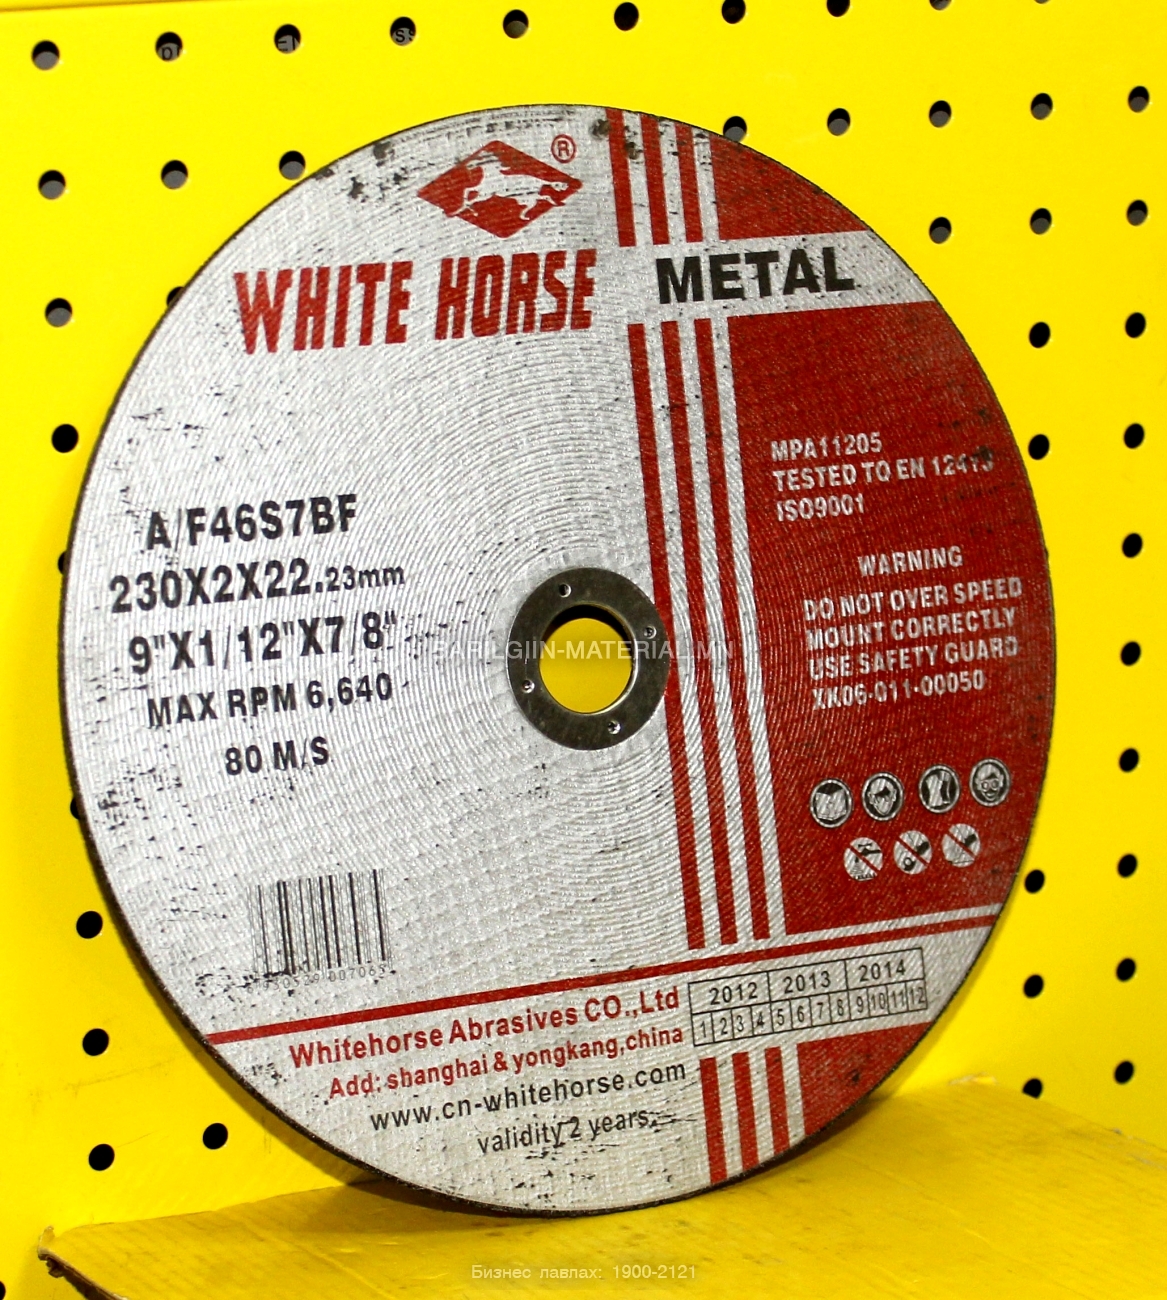 ®
WHITE HORSE
METAL
MPA11205
TESTED TO EN 12413
ISO9001
A/F46S7BF
230X2X22.23mm
9"X1/12"X7/8"
MAX RPM 6,640
80 M/S
WARNING
DO NOT OVER SPEED
MOUNT CORRECTLY
USE SAFETY GUARD
XK06-011-00050
BARILGIIN-MATERIAL.MN
Whitehorse Abrasives CO.,Ltd
Add: shanghai & yongkang,china
www.cn-whitehorse.com
validity 2 years.
2012 2013 2014
1 2 3 4 5 6 7 8 9 10 11 12
Бизнес лавлах: 1900-2121